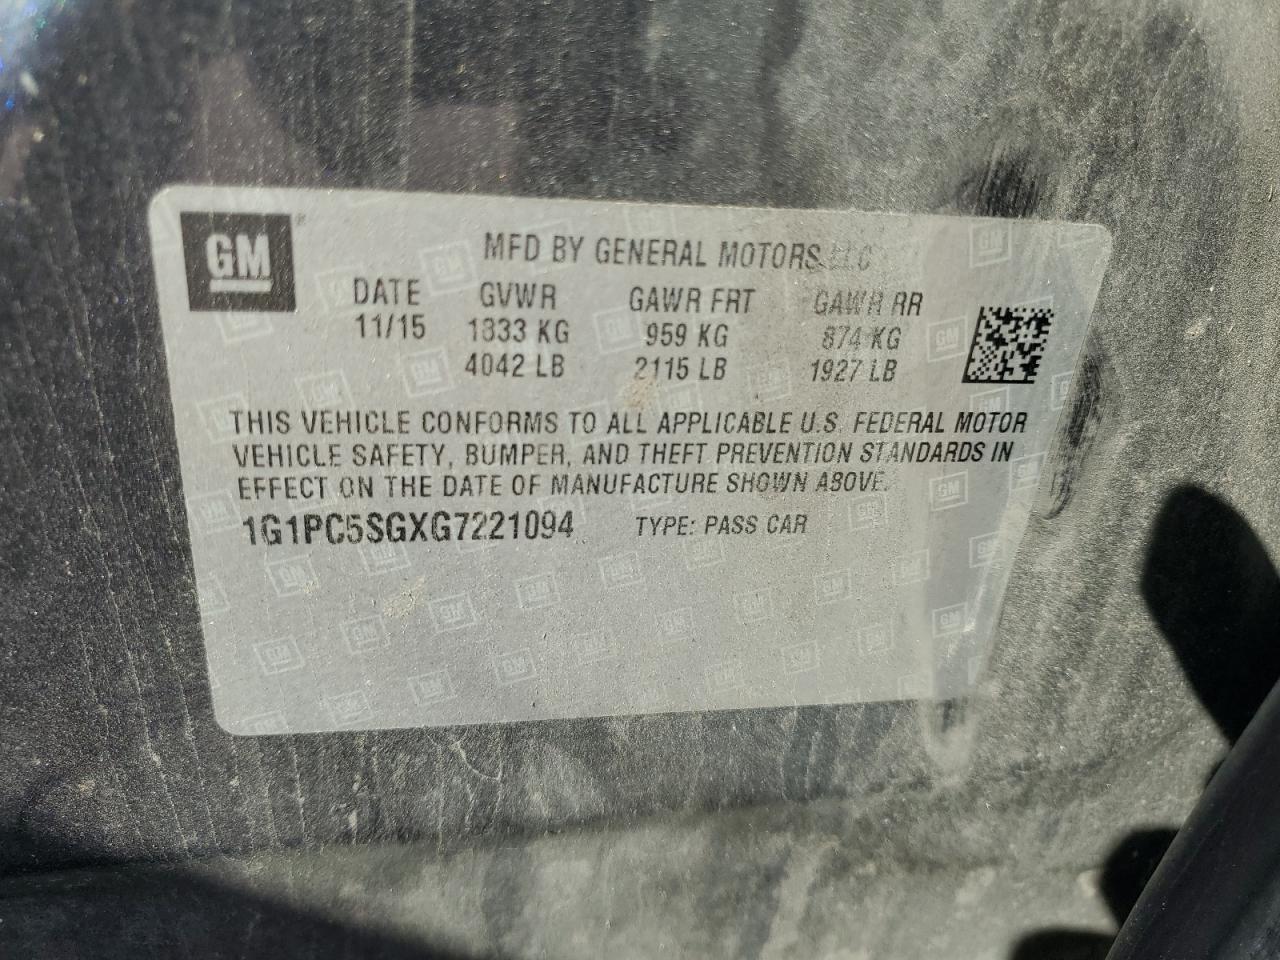 GM ® MFD BY GENERAL MOTORS LLC
DATE GVWR GAWR FRT GAWR RR
11/15 1833 KG 959 KG 874 KG
4042 LB 2115 LB 1927 LB
THIS VEHICLE CONFORMS TO ALL APPLICABLE U.S. FEDERAL MOTOR
VEHICLE SAFETY, BUMPER, AND THEFT PREVENTION STANDARDS IN
EFFECT ON THE DATE OF MANUFACTURE SHOWN ABOVE.
1G1PC5SGXG7221094 TYPE: PASS CAR